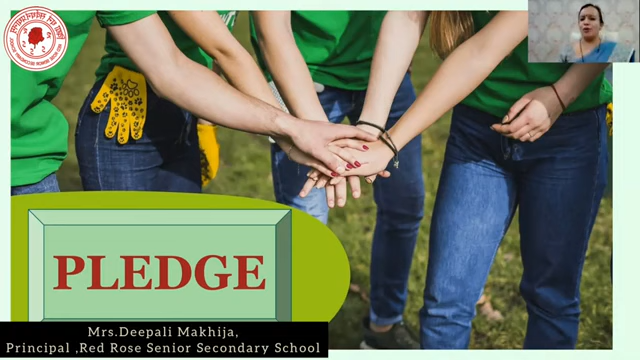 PLEDGE
Mrs.Deepali Makhija,
Principal ,Red Rose Senior Secondary School